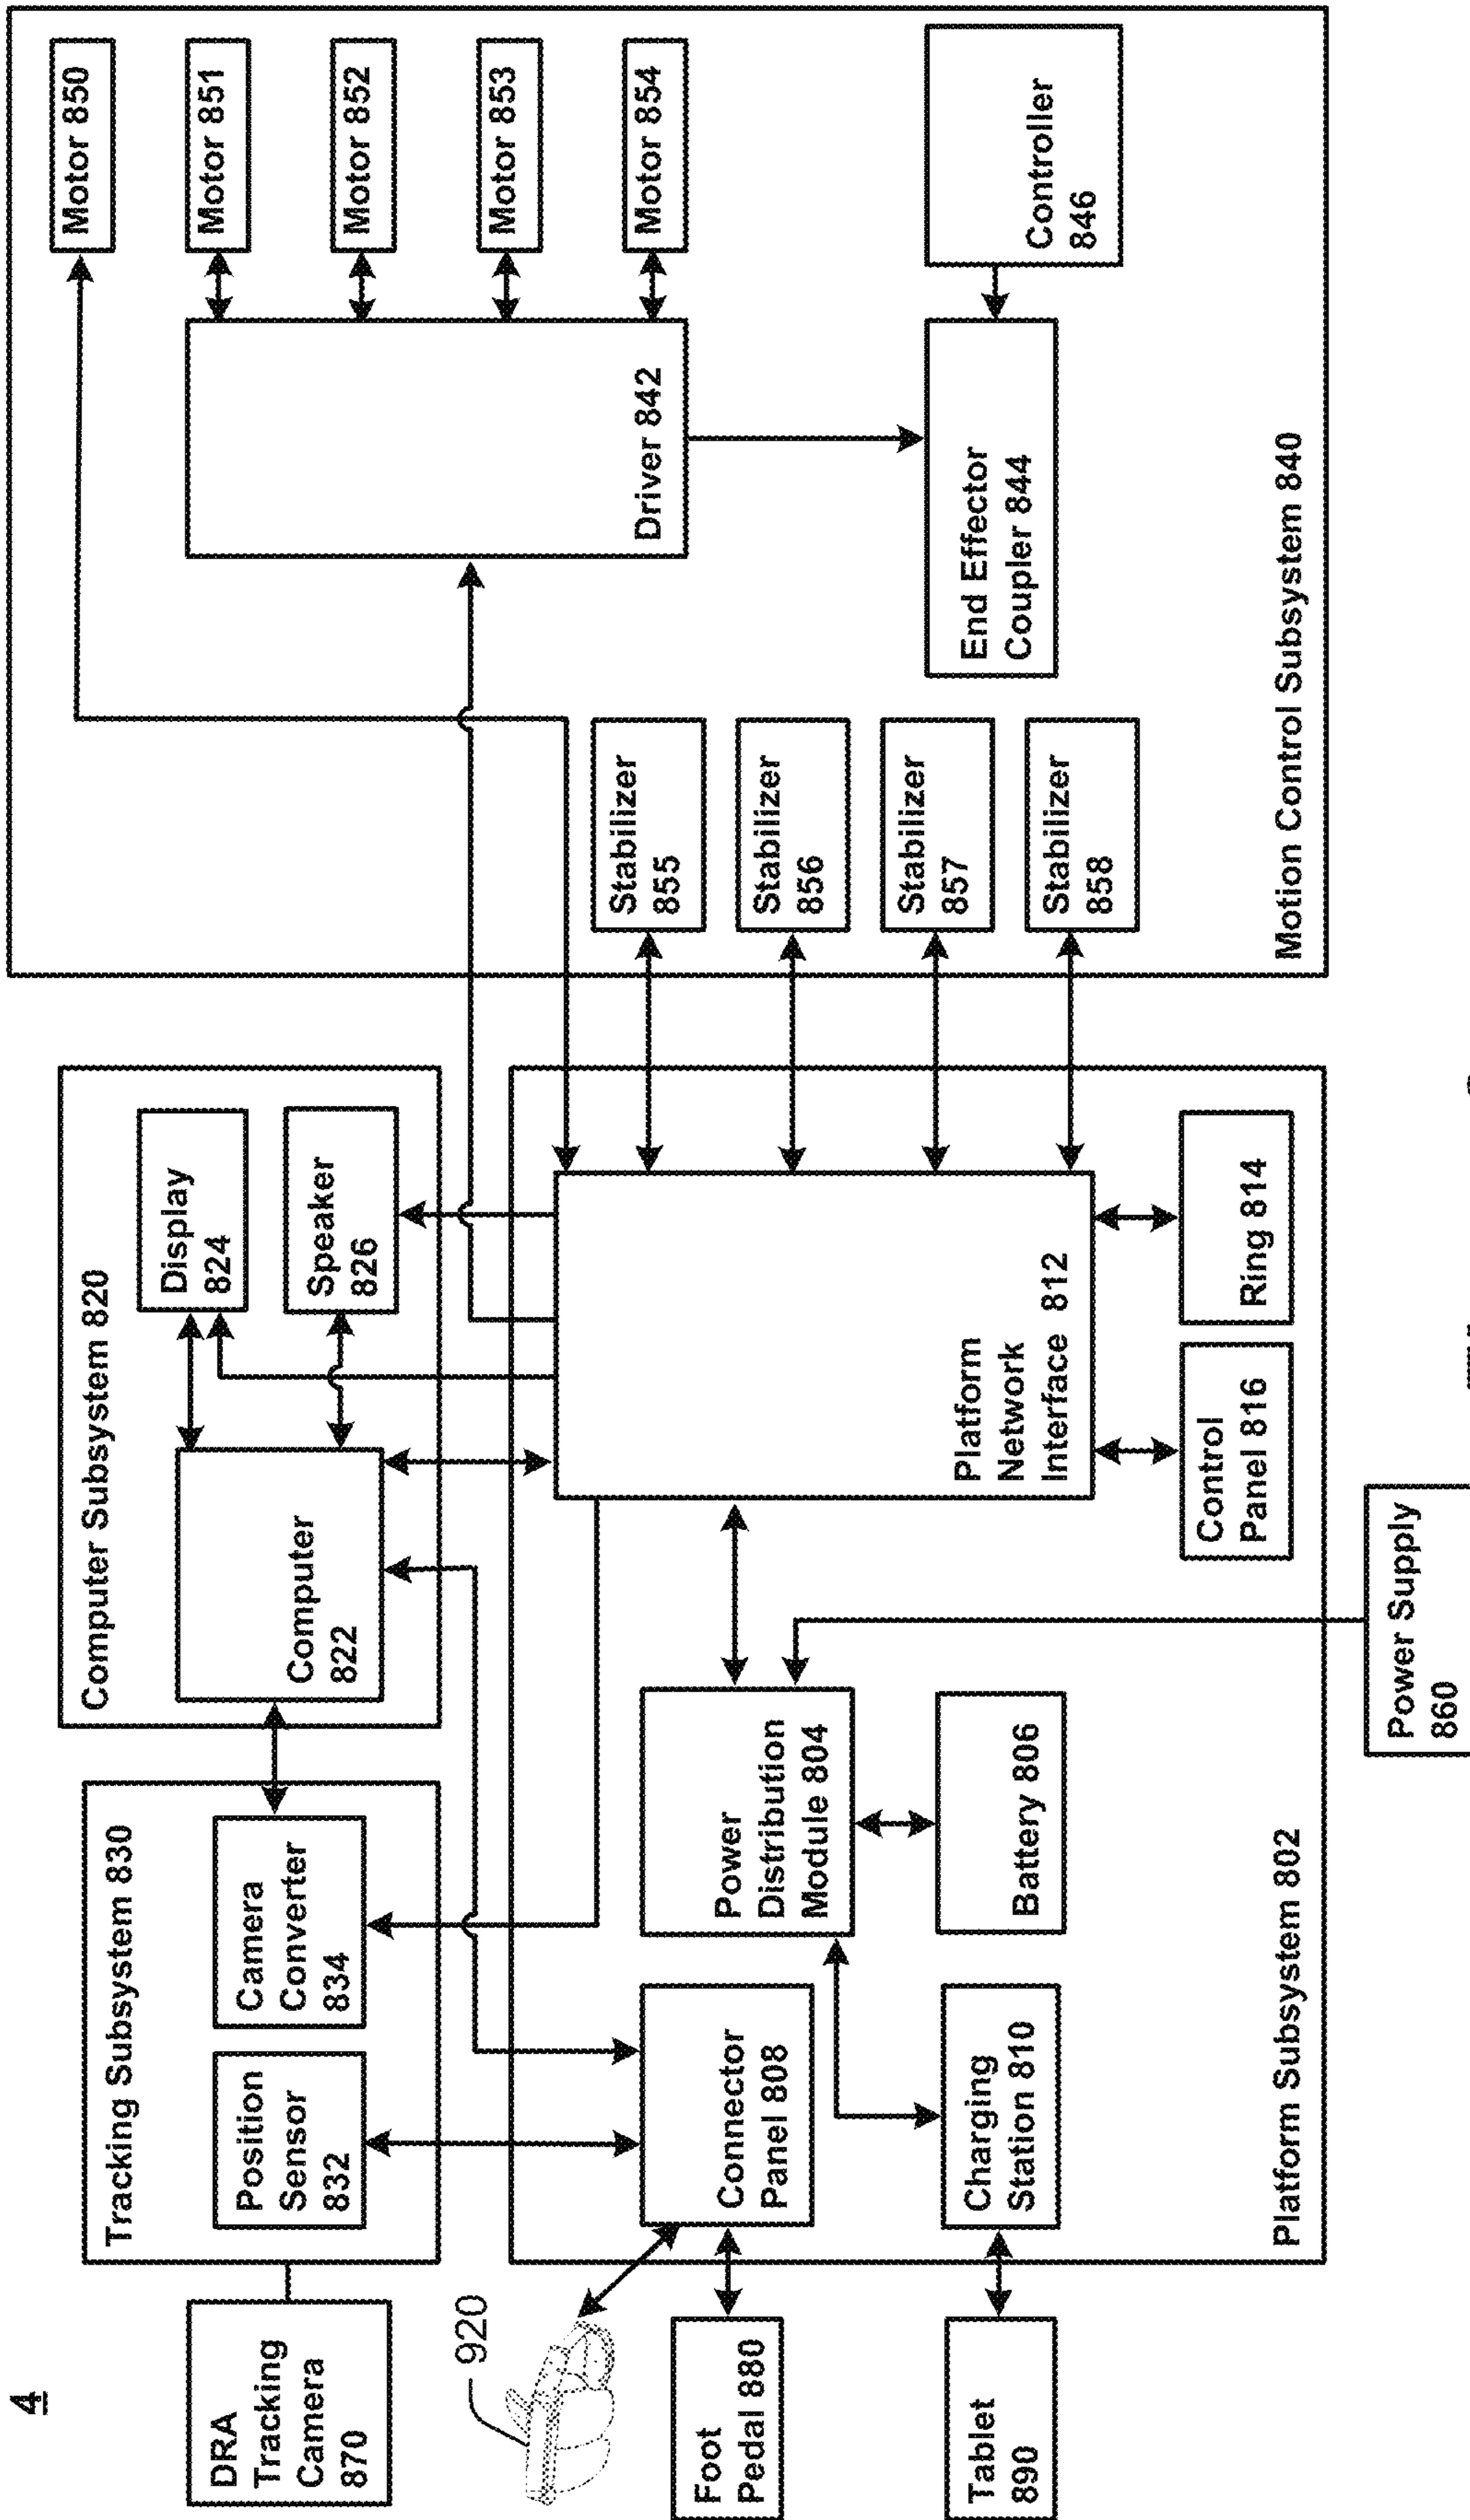 4
DRA
Tracking
Camera
870
920
Foot
Pedal 880
Tablet
890
Tracking Subsystem 830
Position
Sensor
832
Camera
Converter
834
Computer Subsystem 820
Computer
822
Display
824
Speaker
826
Platform Subsystem 802
Connector
Panel 808
Charging
Station 810
Power
Distribution
Module 804
Battery 806
Platform
Network
Interface 812
Control
Panel 816
Ring 814
Power Supply
860
Motion Control Subsystem 840
Stabilizer
855
Stabilizer
856
Stabilizer
857
Stabilizer
858
Driver 842
End Effector
Coupler 844
Controller
846
Motor 850
Motor 851
Motor 852
Motor 853
Motor 854